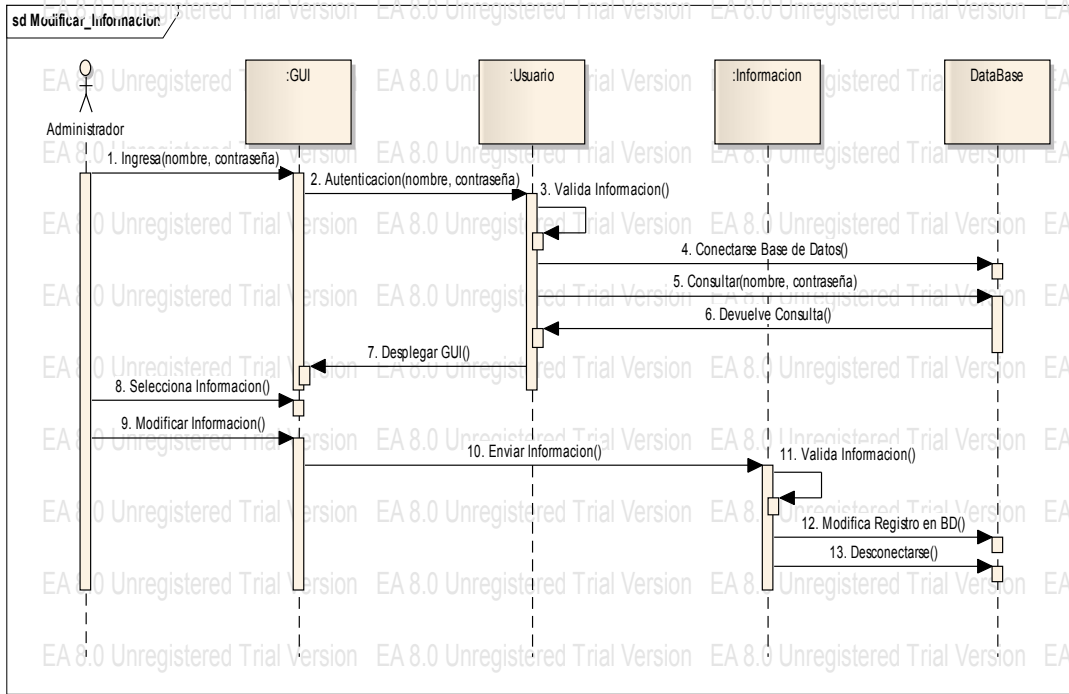 sd Modificar_Informacion
:GUI
:Usuario
:Informacion
DataBase
Administrador
1. Ingresa(nombre, contraseña)
2. Autenticacion(nombre, contraseña)
3. Valida Informacion()
4. Conectarse Base de Datos()
5. Consultar(nombre, contraseña)
6. Devuelve Consulta()
7. Desplegar GUI()
8. Selecciona Informacion()
9. Modificar Informacion()
10. Enviar Informacion()
11. Valida Informacion()
12. Modifica Registro en BD()
13. Desconectarse()
EA 8.0 Unregistered Trial Version